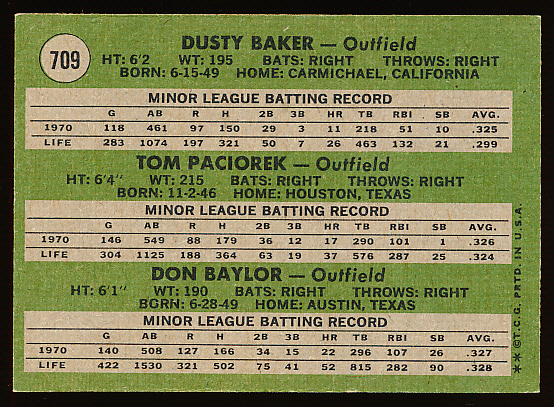 709
DUSTY BAKER — Outfield
HT: 6'2 WT: 195 BATS: RIGHT THROWS: RIGHT
BORN: 6-15-49 HOME: CARMICHAEL, CALIFORNIA
MINOR LEAGUE BATTING RECORD
G AB R H 2B 3B HR TB RBI SB AVG.
1970 118 461 97 150 29 3 11 218 51 10 .325
LIFE 283 1074 197 321 50 7 26 463 132 21 .299
TOM PACIOREK — Outfield
HT: 6'4" WT: 215 BATS: RIGHT THROWS: RIGHT
BORN: 11-2-46 HOME: HOUSTON, TEXAS
MINOR LEAGUE BATTING RECORD
G AB R H 2B 3B HR TB RBI SB AVG.
1970 146 549 88 179 36 12 17 290 101 1 .326
LIFE 304 1125 188 364 63 19 37 576 287 25 .324
DON BAYLOR — Outfield
HT: 6'1" WT: 190 BATS: RIGHT THROWS: RIGHT
BORN: 6-28-49 HOME: AUSTIN, TEXAS
MINOR LEAGUE BATTING RECORD
G AB R H 2B 3B HR TB RBI SB AVG.
1970 140 508 127 166 34 15 22 296 107 26 .327
LIFE 422 1530 321 502 75 41 52 815 282 90 .328
**©T.C.G. PRTD. IN U.S.A.